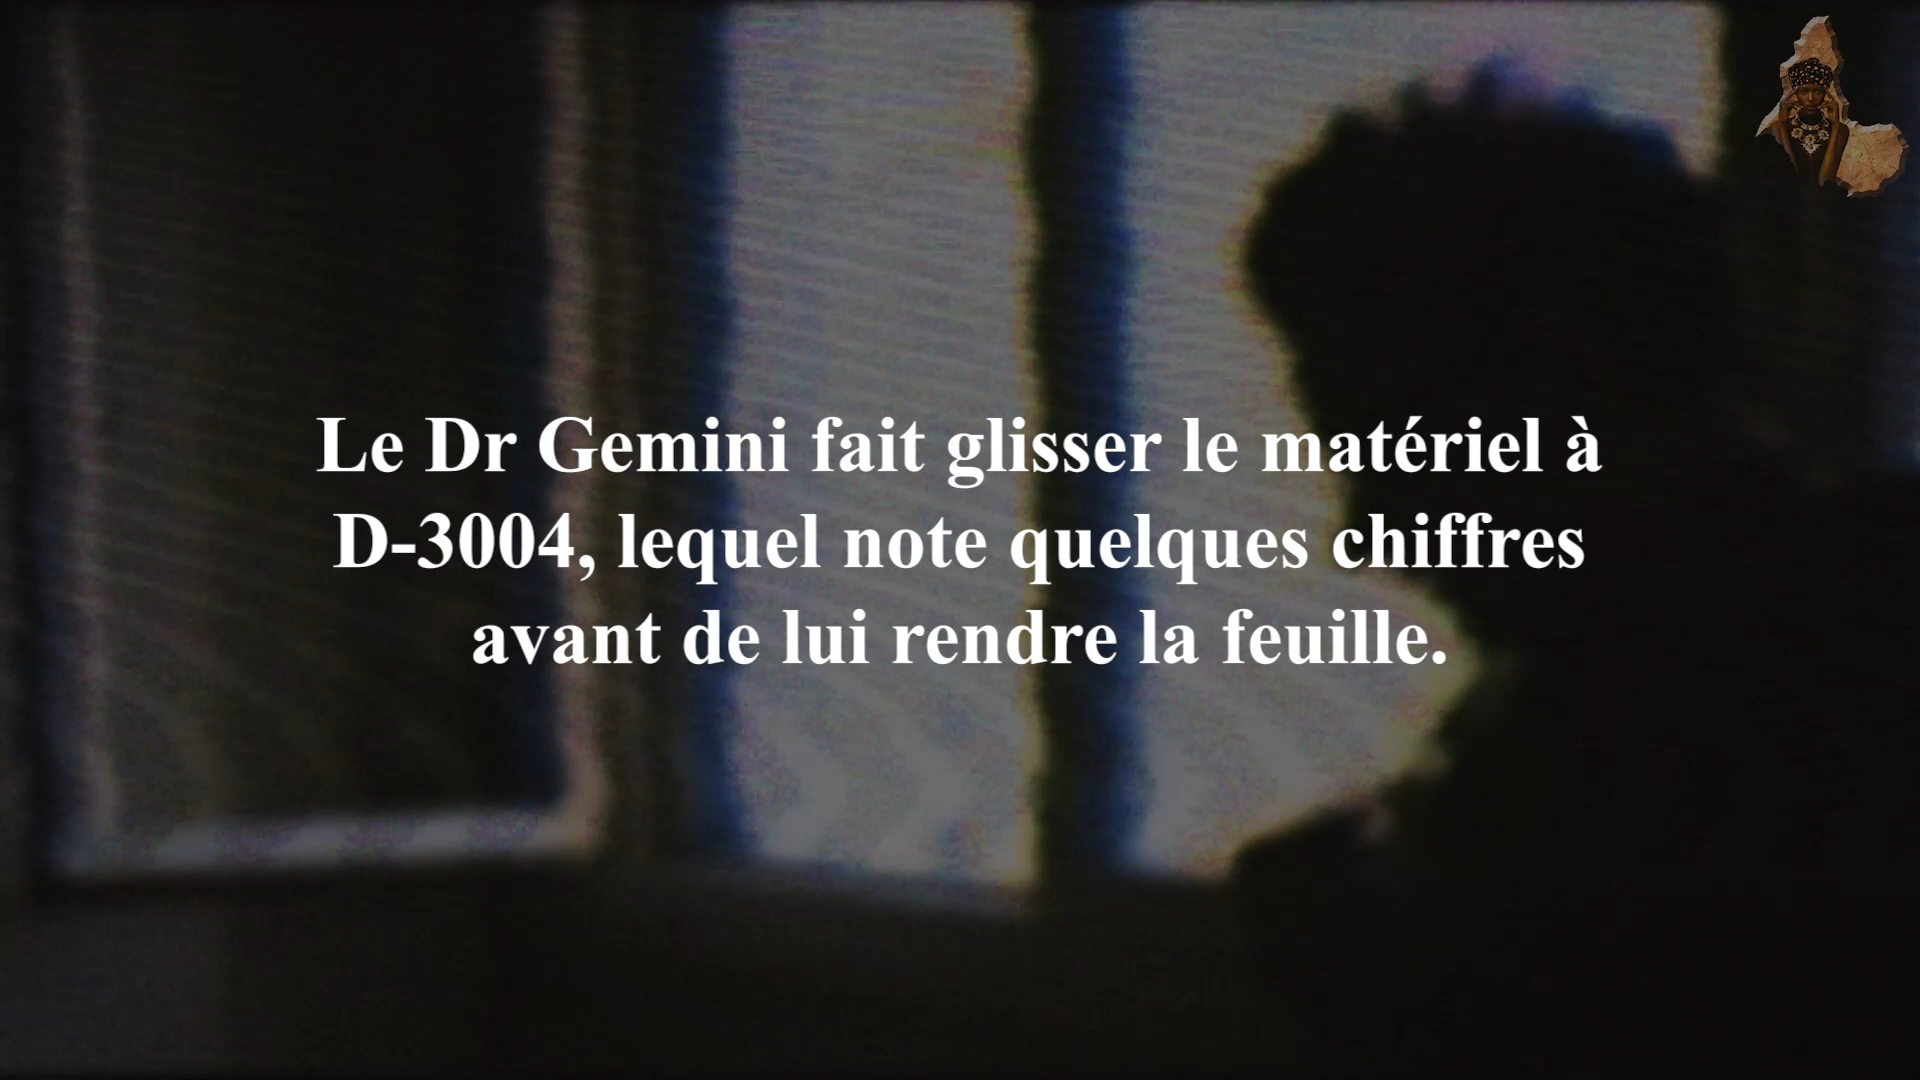 Le Dr Gemini fait glisser le matériel à
D-3004, lequel note quelques chiffres
avant de lui rendre la feuille.